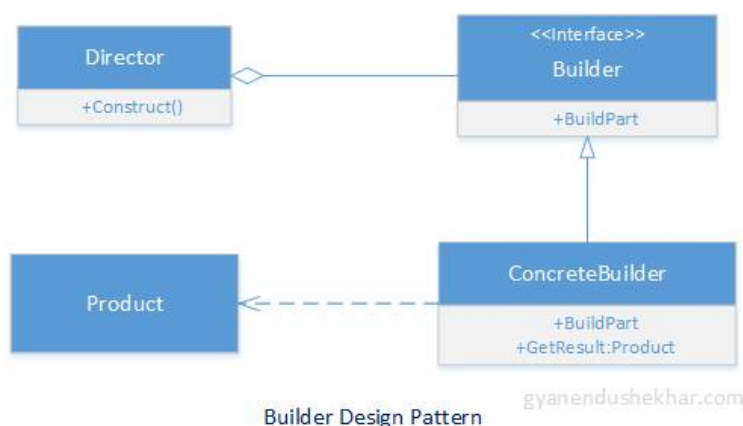 Director
+Construct()
<<Interface>>
Builder
+BuildPart
Product
ConcreteBuilder
+BuildPart
+GetResult:Product
gyanendushekhar.com
Builder Design Pattern